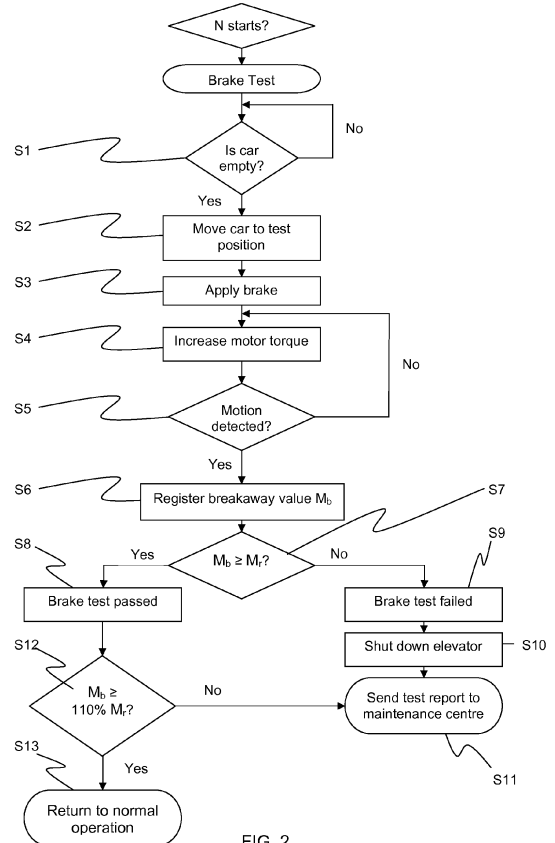 N starts?
Brake Test
No
S1
Is car
empty?
Yes
S2
Move car to test
position
S3
Apply brake
S4
Increase motor torque
No
S5
Motion
detected?
Yes
S6
Register breakaway value Mb
S7
Mb ≥ Mr?
Yes
No
S8
S9
Brake test passed
Brake test failed
S10
Shut down elevator
S12
Mb ≥
110% Mr?
No
Send test report to
maintenance centre
S11
S13
Yes
Return to normal
operation
FIG. 2